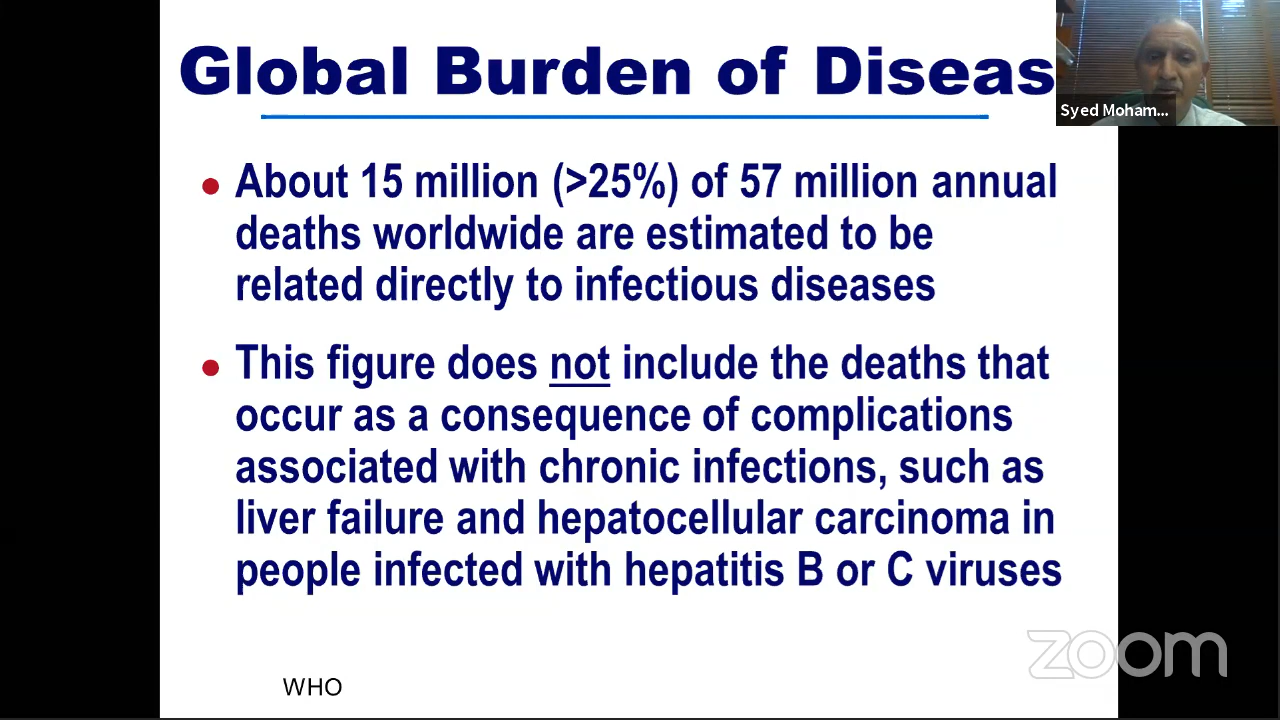 Global Burden of Diseas
Syed Moham...
● About 15 million (>25%) of 57 million annual
deaths worldwide are estimated to be
related directly to infectious diseases
● This figure does not include the deaths that
occur as a consequence of complications
associated with chronic infections, such as
liver failure and hepatocellular carcinoma in
people infected with hepatitis B or C viruses
zoom
WHO